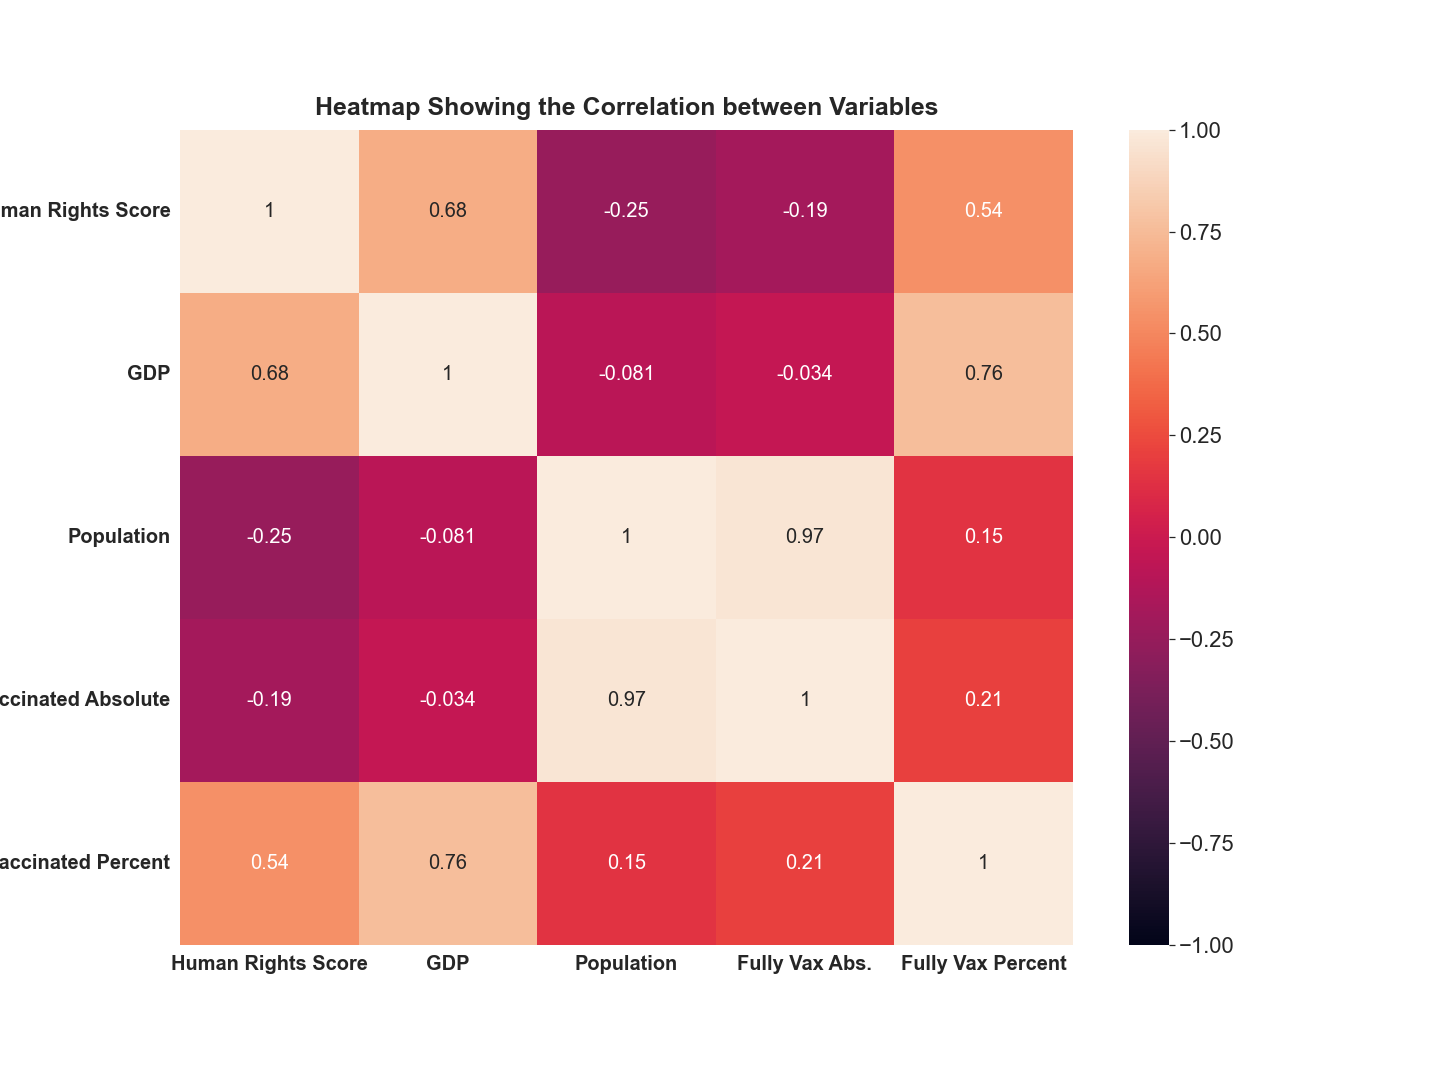 Heatmap Showing the Correlation between Variables
man Rights Score 1 0.68 -0.25 -0.19 0.54
GDP 0.68 1 -0.081 -0.034 0.76
Population -0.25 -0.081 1 0.97 0.15
ccinated Absolute -0.19 -0.034 0.97 1 0.21
accinated Percent 0.54 0.76 0.15 0.21 1
Human Rights Score GDP Population Fully Vax Abs. Fully Vax Percent
1.00
0.75
0.50
0.25
0.00
−0.25
−0.50
−0.75
−1.00